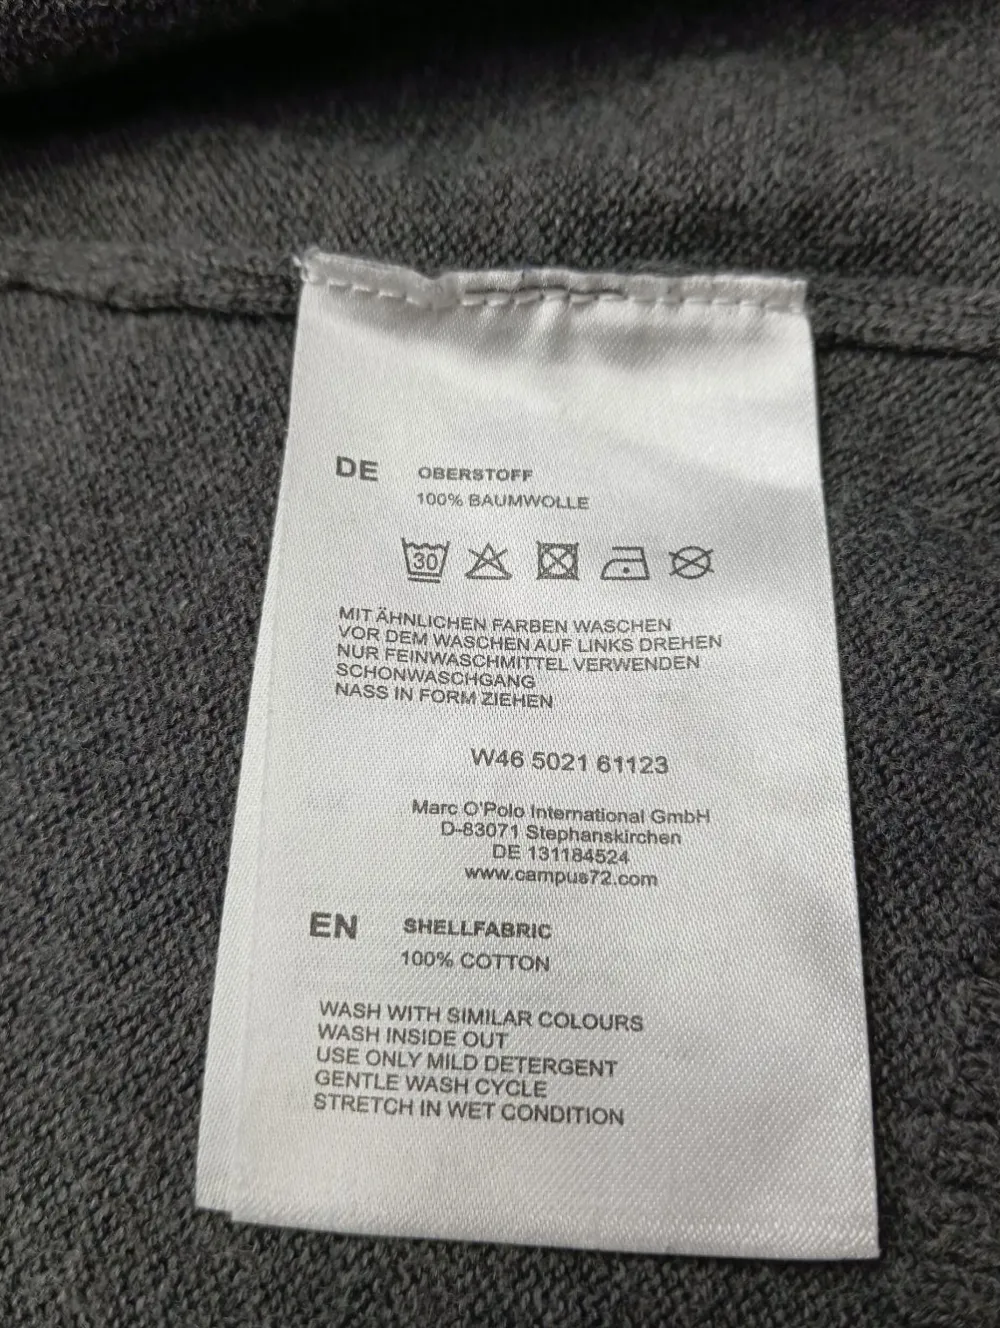 DE OBERSTOFF
100% BAUMWOLLE
30
MIT ÄHNLICHEN FARBEN WASCHEN
VOR DEM WASCHEN AUF LINKS DREHEN
NUR FEINWASCHMITTEL VERWENDEN
SCHONWASCHGANG
NASS IN FORM ZIEHEN
W46 5021 61123
Marc O'Polo International GmbH
D-83071 Stephanskirchen
DE 131184524
www.campus72.com
EN SHELLFABRIC
100% COTTON
WASH WITH SIMILAR COLOURS
WASH INSIDE OUT
USE ONLY MILD DETERGENT
GENTLE WASH CYCLE
STRETCH IN WET CONDITION